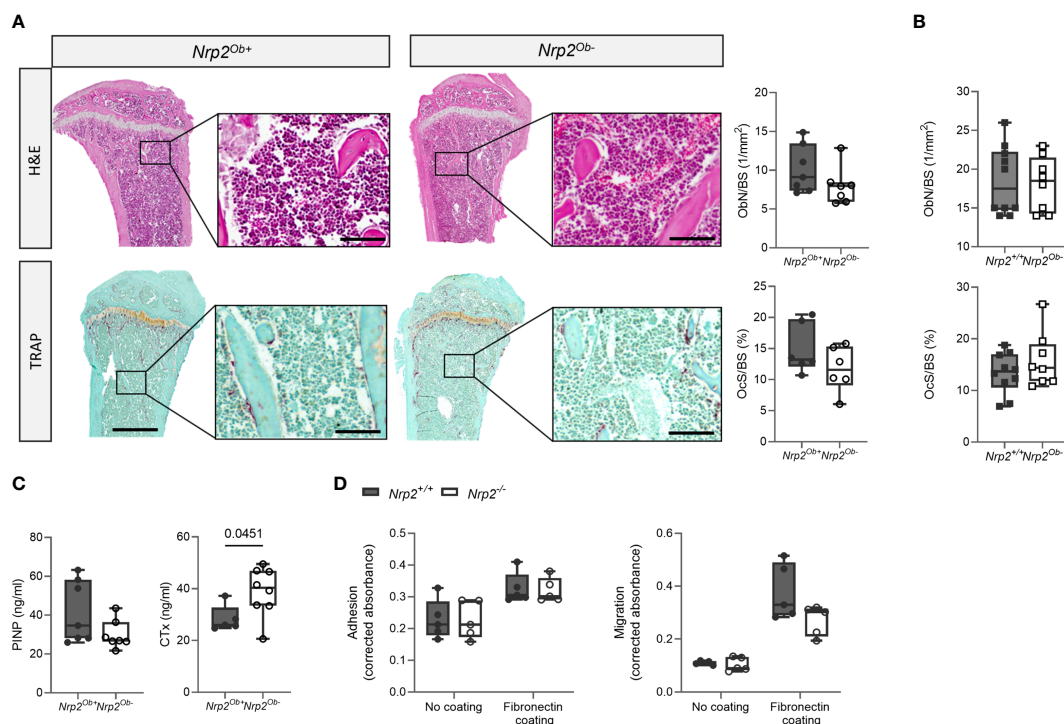 A
B
Nrp2Ob+
Nrp2Ob-
H&E
TRAP
ObN/BS (1/mm²)
15
10
5
0
Nrp2Ob+Nrp2Ob-
ObN/BS (1/mm²)
30
25
20
15
10
Nrp2+/+Nrp2Ob-
OcS/BS (%)
25
20
15
10
5
0
Nrp2Ob+Nrp2Ob-
OcS/BS (%)
30
20
10
0
Nrp2+/+Nrp2Ob-
C
D
Nrp2+/+
Nrp2-/-
PINP (ng/ml)
80
60
40
20
0
Nrp2Ob+Nrp2Ob-
CTx (ng/ml)
60
40
20
0
0.0451
Nrp2Ob+Nrp2Ob-
Adhesion
(corrected absorbance)
0.5
0.4
0.3
0.2
0.1
0.0
No coating
Fibronectin
coating
Migration
(corrected absorbance)
0.6
0.4
0.2
0.0
No coating
Fibronectin
coating